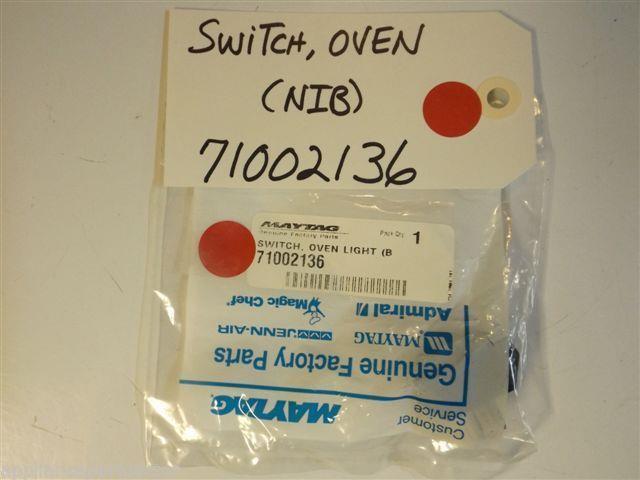 SWITCH, OVEN
(NIB)
71002136
MAYTAG
Genuine Factory Parts
Pack Qty 1
SWITCH, OVEN LIGHT (B
71002136
Magic Chef
Admiral
JENN-AIR
MAYTAG
Genuine Factory Parts
MAYTAG
Customer
Service